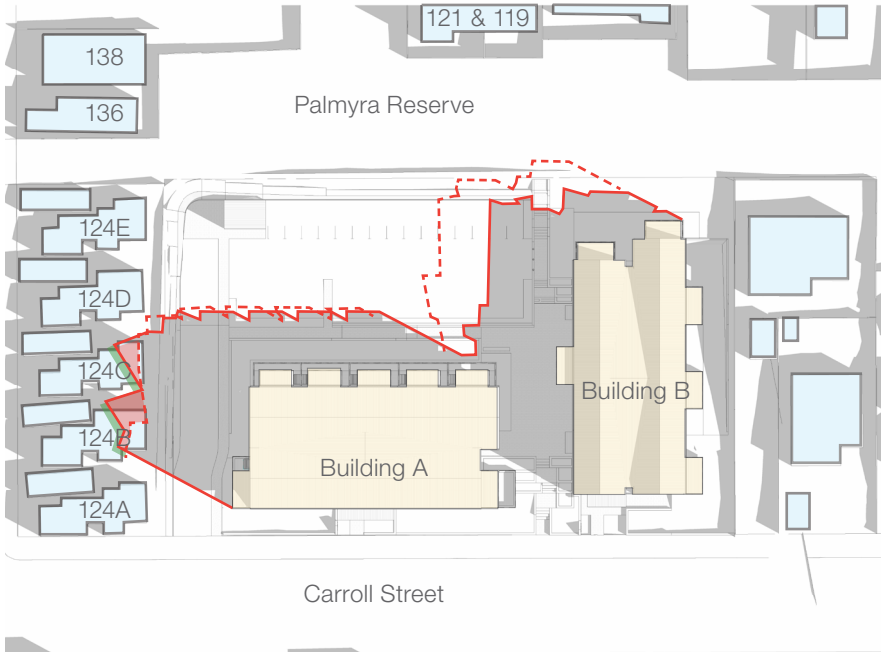 121 & 119
138
136
Palmyra Reserve
124E
124D
124C
124B
124A
Building B
Building A
Carroll Street